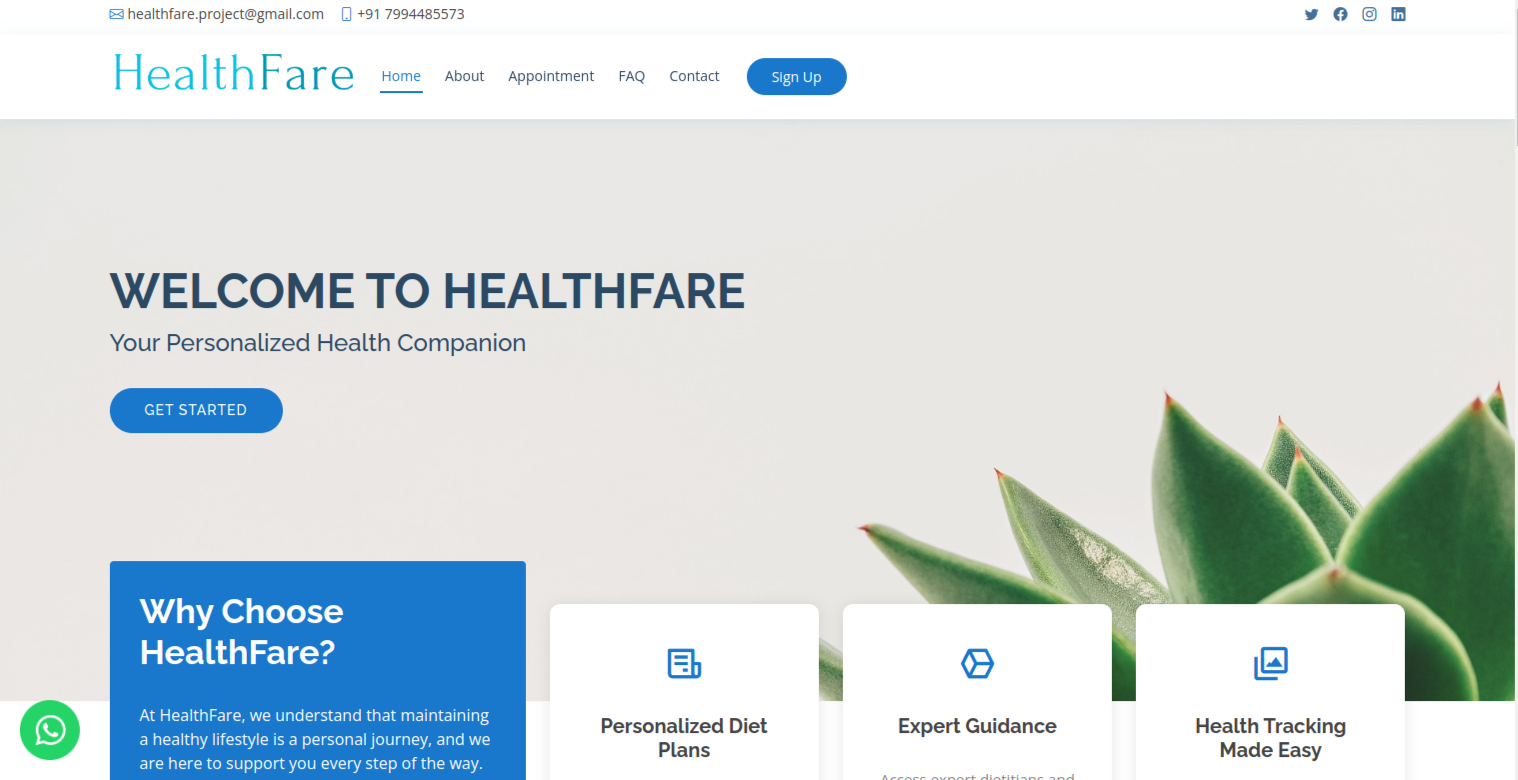 healthfare.project@gmail.com +91 7994485573
HealthFare Home About Appointment FAQ Contact Sign Up
WELCOME TO HEALTHFARE
Your Personalized Health Companion
GET STARTED
Why Choose
HealthFare?
At HealthFare, we understand that maintaining
a healthy lifestyle is a personal journey, and we
are here to support you every step of the way.
Personalized Diet
Plans
Expert Guidance
Access expert dietitians and
Health Tracking
Made Easy